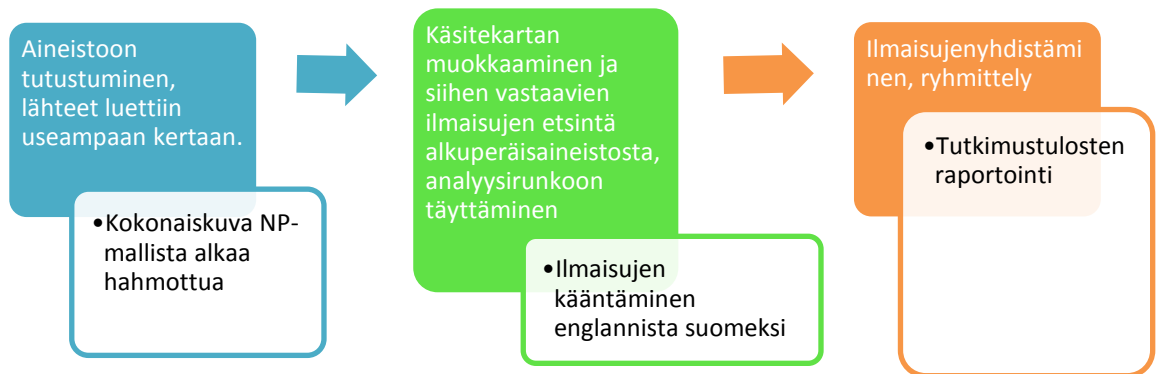 Aineistoon
tutustuminen,
lähteet luettiin
useampaan kertaan.
•Kokonaiskuva NP-
mallista alkaa
hahmottua
Käsitekartan
muokkaaminen ja
siihen vastaavien
ilmaisujen etsintä
alkuperäisaineistosta,
analyysirunkoon
täyttäminen
•Ilmaisujen
kääntäminen
englannista suomeksi
Ilmaisujenyhdistämi
nen, ryhmittely
•Tutkimustulosten
raportointi